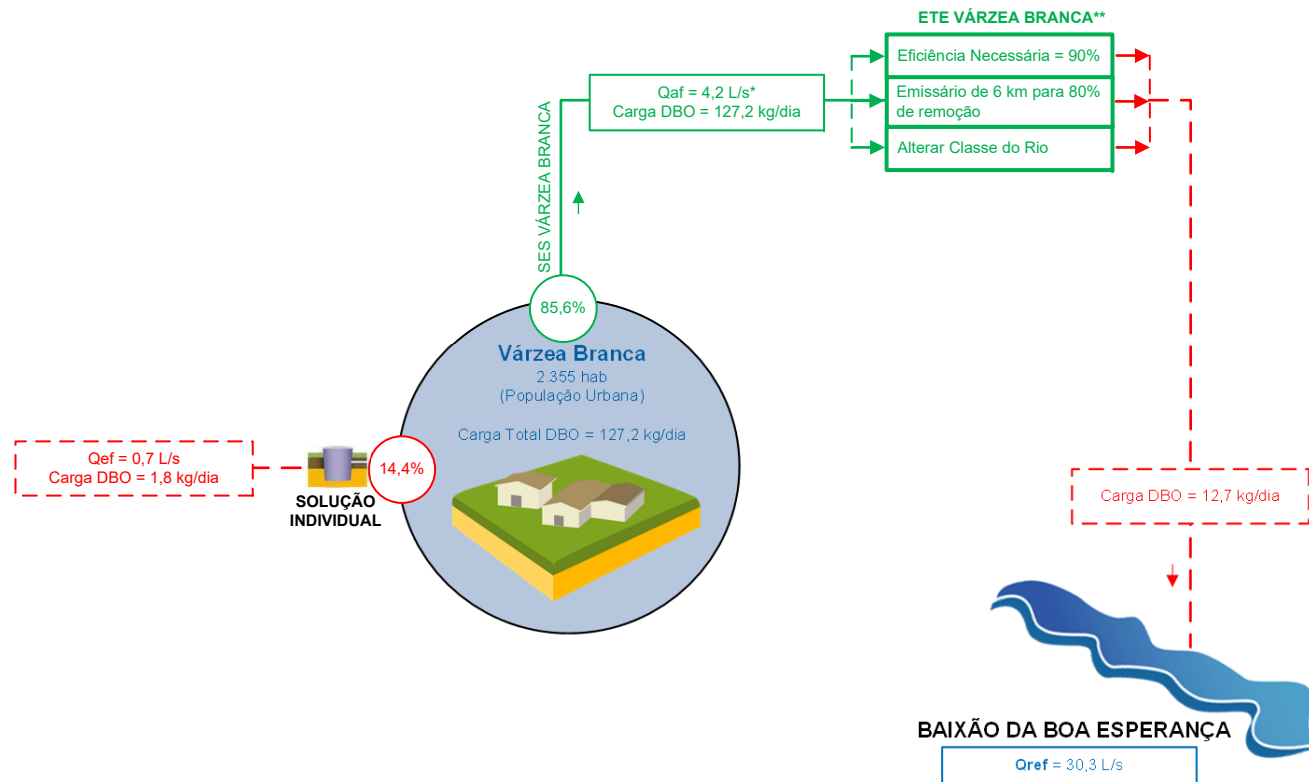 ETE VÁRZEA BRANCA**
Eficiência Necessária = 90%
Emissário de 6 km para 80%
de remoção
Alterar Classe do Rio
Qaf = 4,2 L/s*
Carga DBO = 127,2 kg/dia
SES VÁRZEA BRANCA
85,6%
Várzea Branca
2.355 hab
(População Urbana)
Carga Total DBO = 127,2 kg/dia
14,4%
Qef = 0,7 L/s
Carga DBO = 1,8 kg/dia
SOLUÇÃO
INDIVIDUAL
Carga DBO = 12,7 kg/dia
BAIXÃO DA BOA ESPERANÇA
Qref = 30,3 L/s